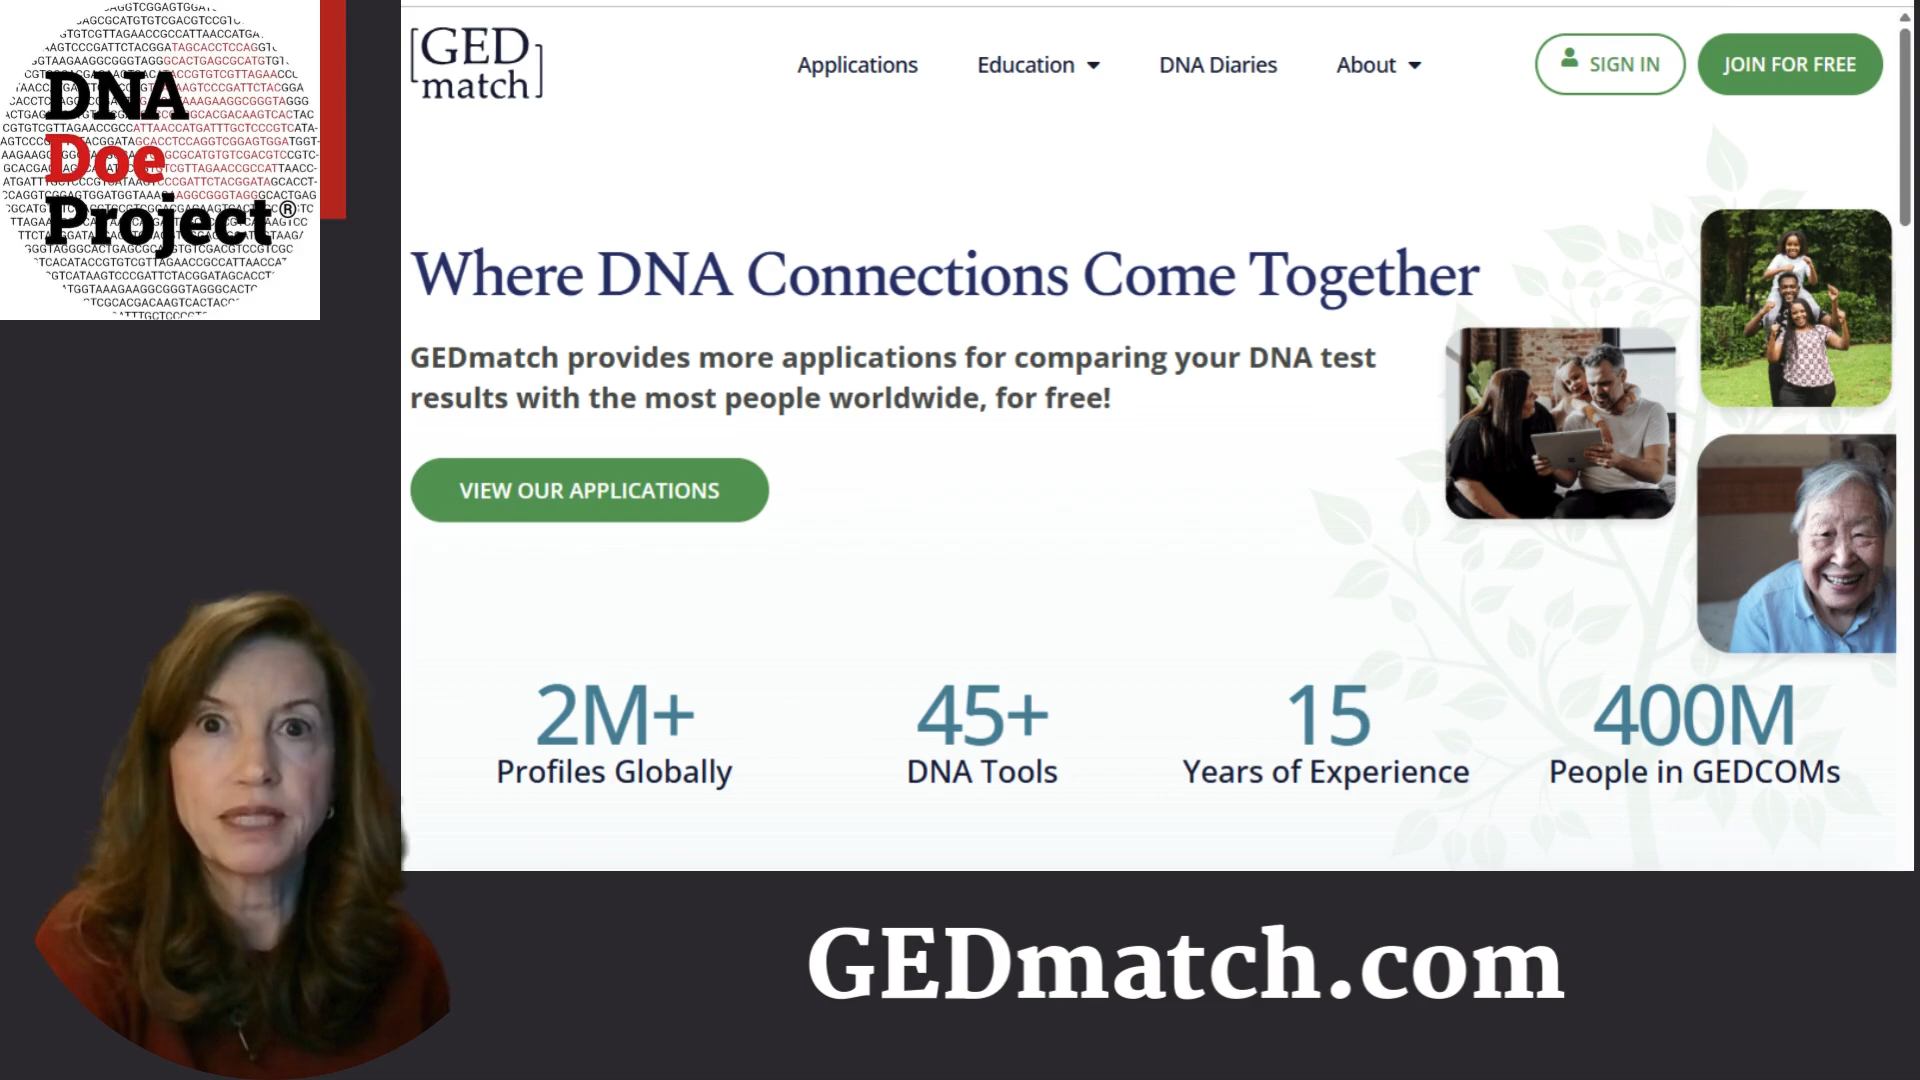 DNA
Doe
Project®
[GED
match]
Applications
Education
DNA Diaries
About
SIGN IN
JOIN FOR FREE
Where DNA Connections Come Together
GEDmatch provides more applications for comparing your DNA test
results with the most people worldwide, for free!
VIEW OUR APPLICATIONS
2M+
Profiles Globally
45+
DNA Tools
15
Years of Experience
400M
People in GEDCOMs
GEDmatch.com